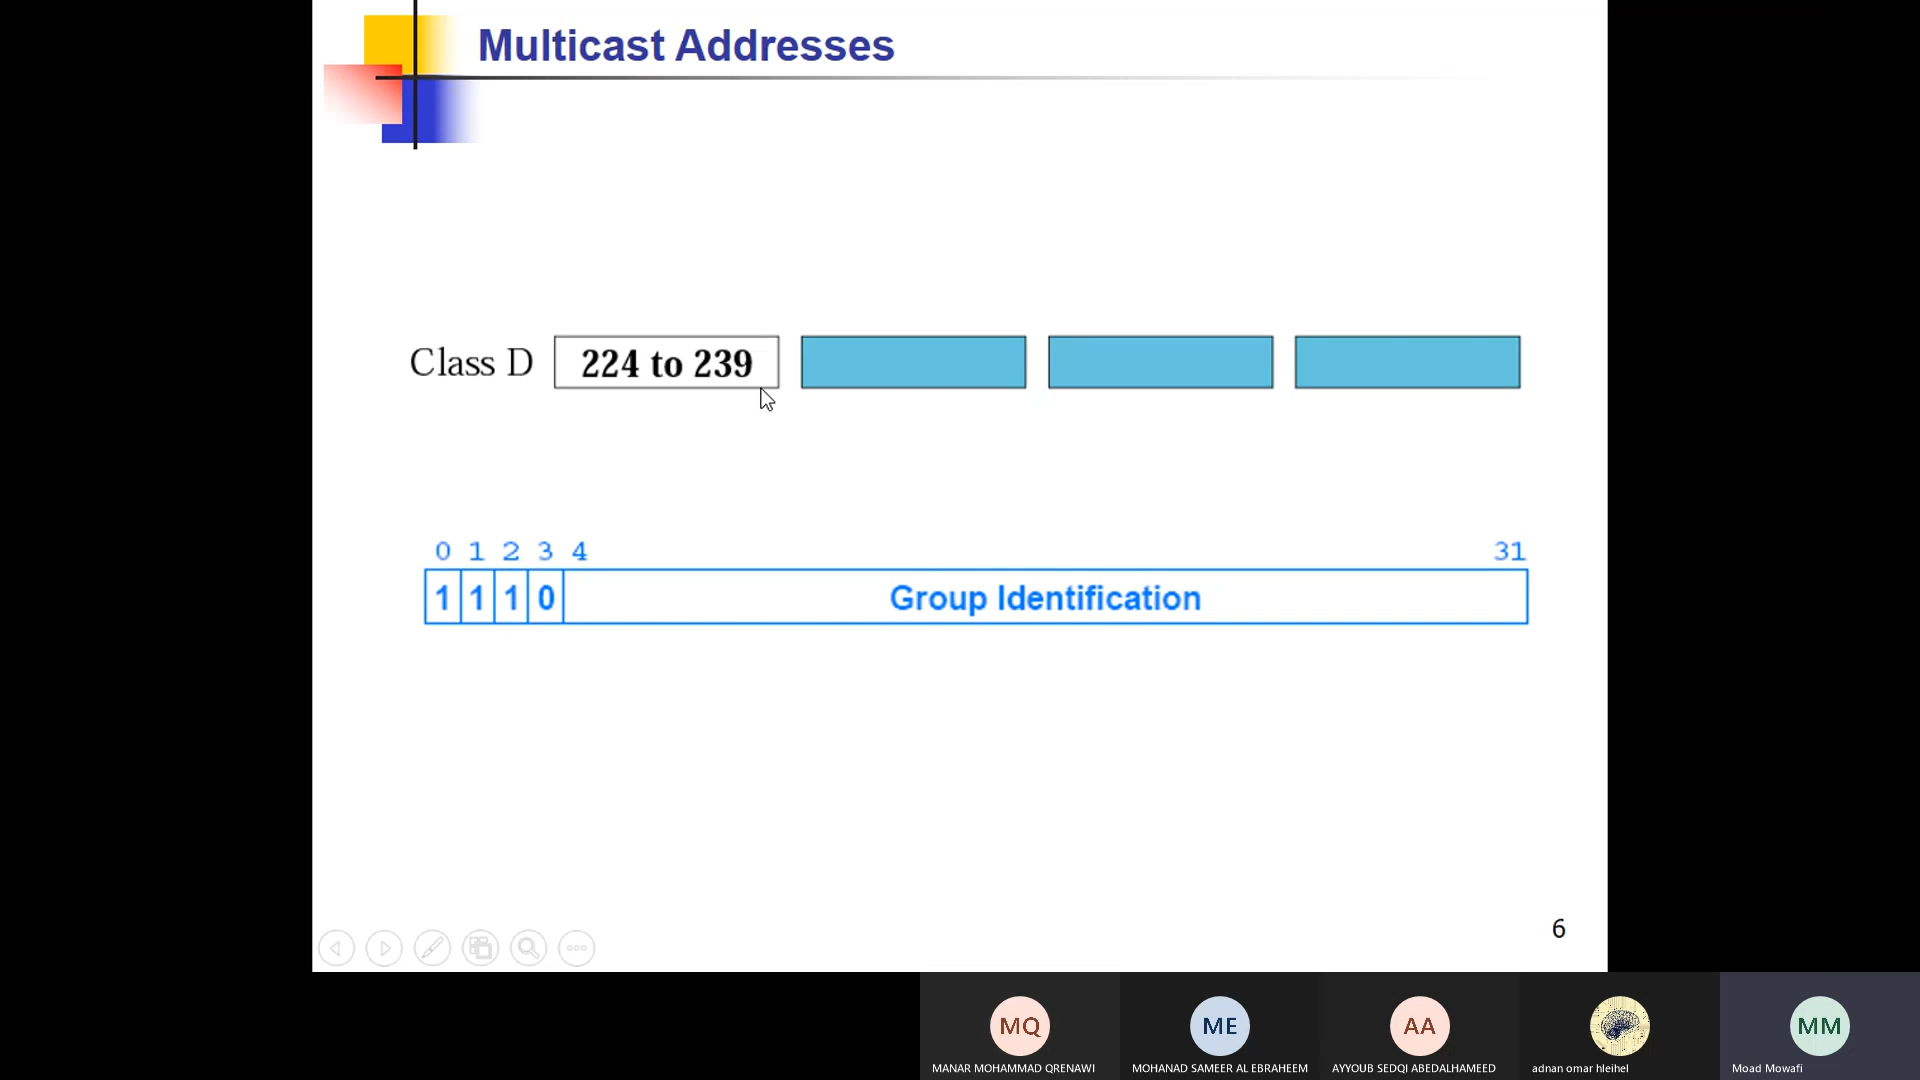 Multicast Addresses
Class D 224 to 239
0 1 2 3 4 31
1 1 1 0 Group Identification
6
MQ ME AA MM
MANAR MOHAMMAD QRENAWI MOHANAD SAMEER AL EBRAHEEM AYYOUB SEDQI ABEDALHAMEED adnan omar hleihel Moad Mowafi